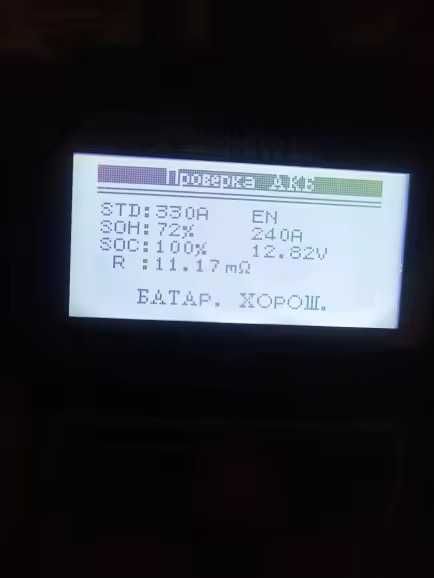 Проверка АКБ
STD:330A EN
SOH: 72% 240A
SOC:100% 12.82V
R :11.17mΩ
БАТАР. ХОРОШ.